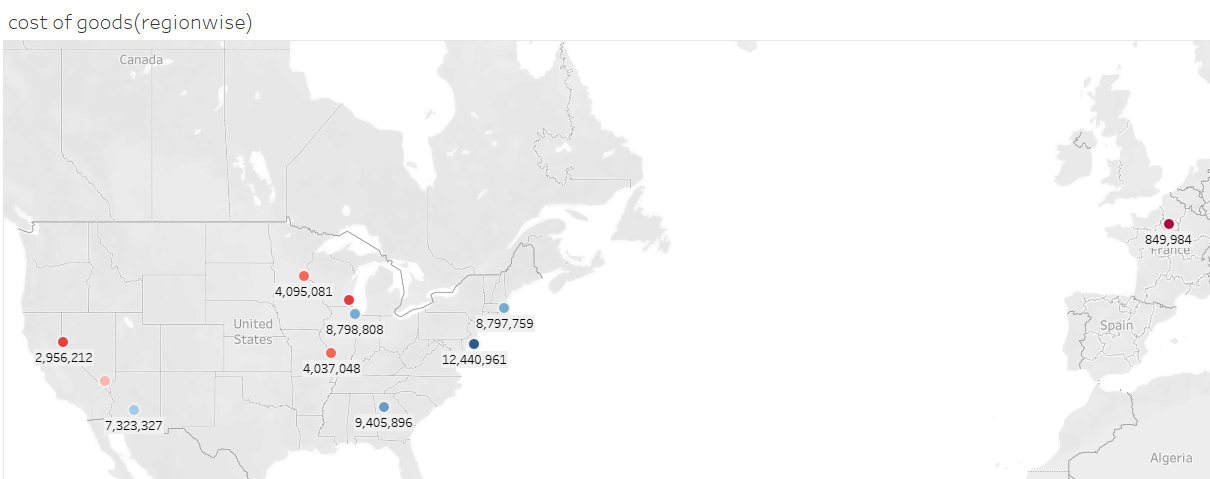 cost of goods(regionwise)
Canada
849,984
France
4,095,081
United
States
8,798,808
8,797,759
Spain
2,956,212
4,037,048
12,440,961
7,323,327
9,405,896
Algeria